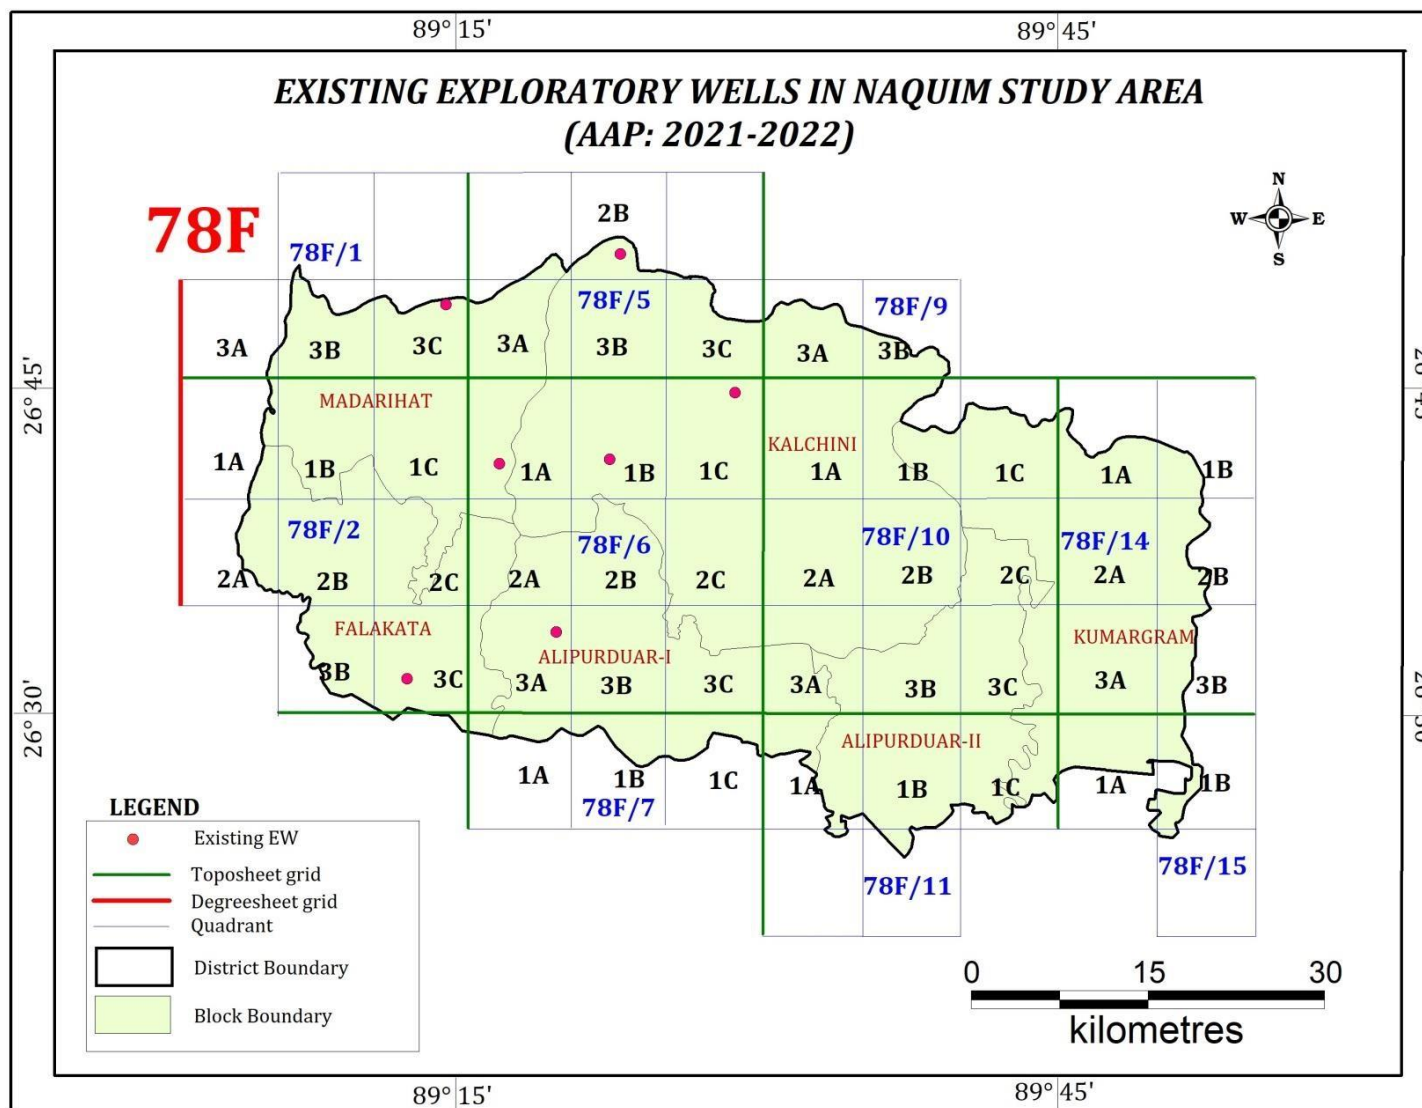 89° 15'
89° 45'
EXISTING EXPLORATORY WELLS IN NAQUIM STUDY AREA
(AAP: 2021-2022)
N
W E
S
78F
2B
78F/1
78F/5
78F/9
3A 3B 3C 3A 3B 3C 3A 3B
26° 45'
MADARIHAT
KALCHINI
1A 1B 1C 1A 1B 1C 1A 1B 1C 1A 1B
78F/2 78F/6 78F/10 78F/14
2A 2B 2C 2A 2B 2C 2A 2B 2C 2A 2B
FALAKATA ALIPURDUAR-I KUMARGRAM
3B 3C 3A 3B 3C 3A 3B 3C 3A 3B
26° 30'
ALIPURDUAR-II
1A 1B 1C 1A 1B 1C 1A 1B
78F/7
78F/11
78F/15
LEGEND
Existing EW
Toposheet grid
Degreesheet grid
Quadrant
District Boundary
Block Boundary
0 15 30
kilometres
89° 15'
89° 45'